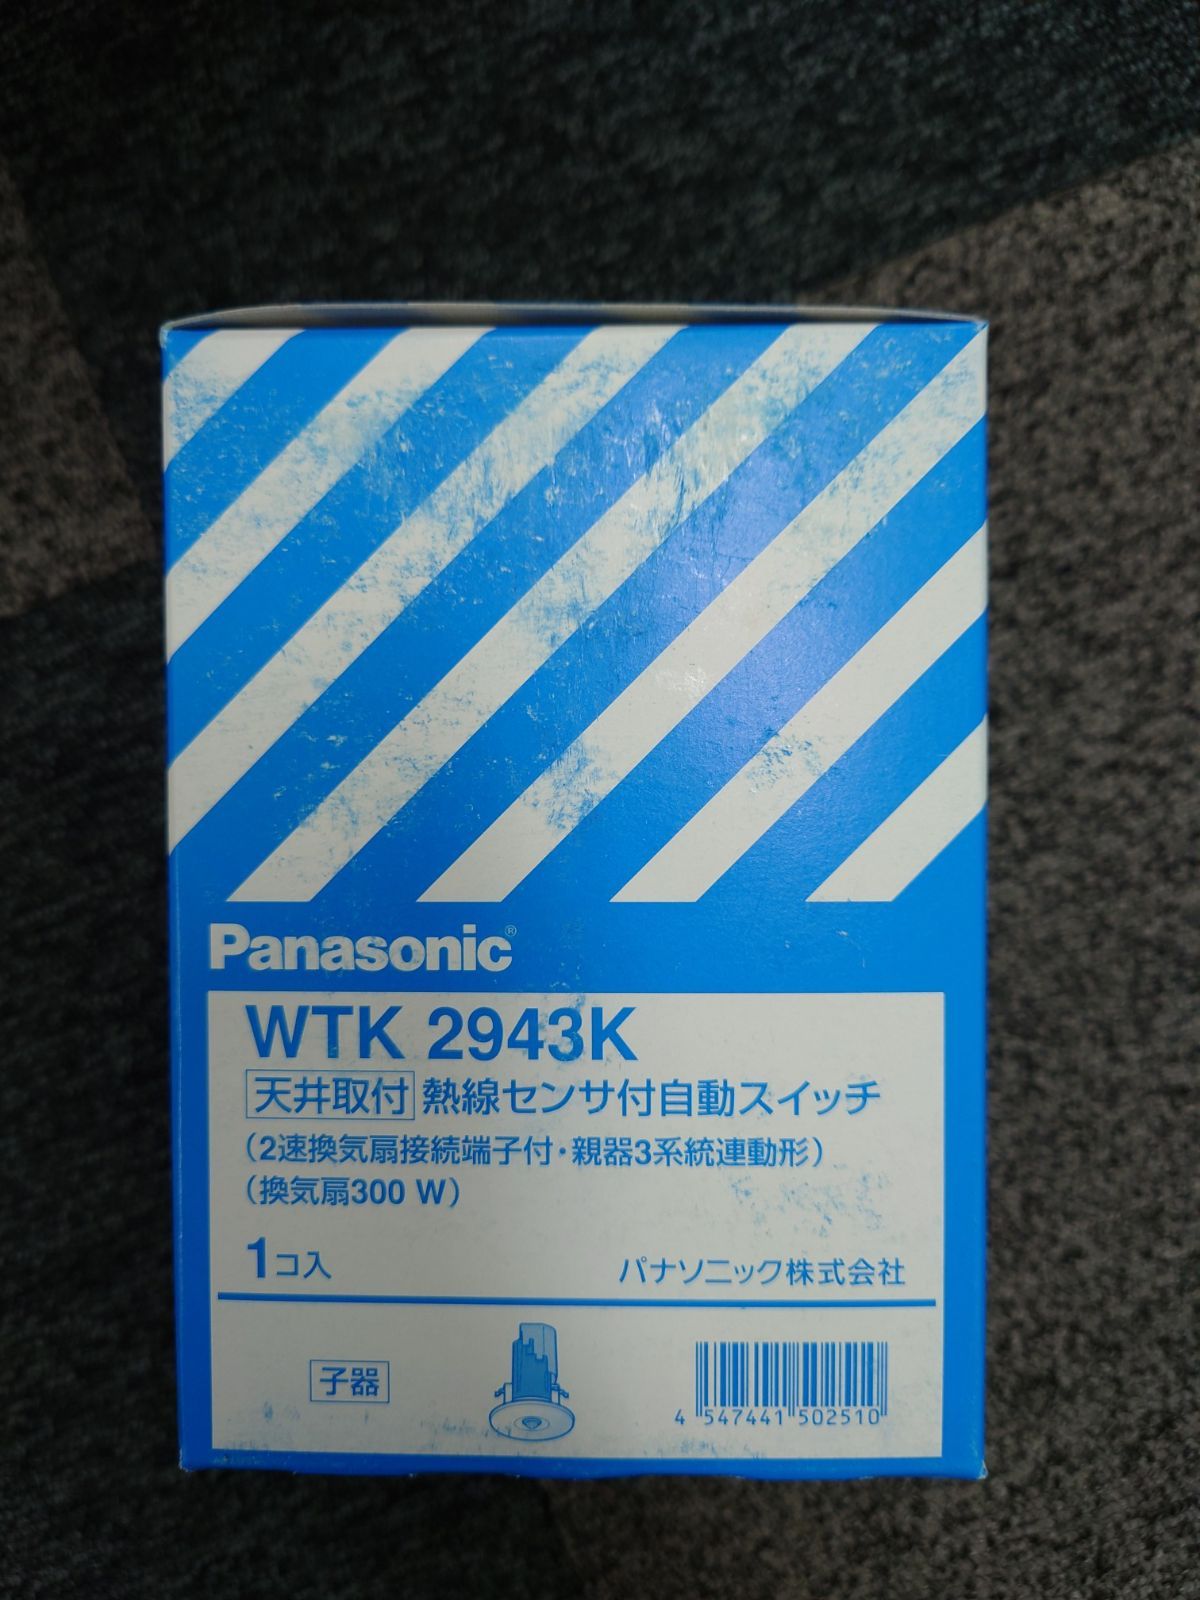 Panasonic®
WTK 2943K
天井取付 熱線センサ付自動スイッチ
(2速換気扇接続端子付・親器3系統連動形)
(換気扇300 W)
1コ入
パナソニック株式会社
子器
4 547441 502510